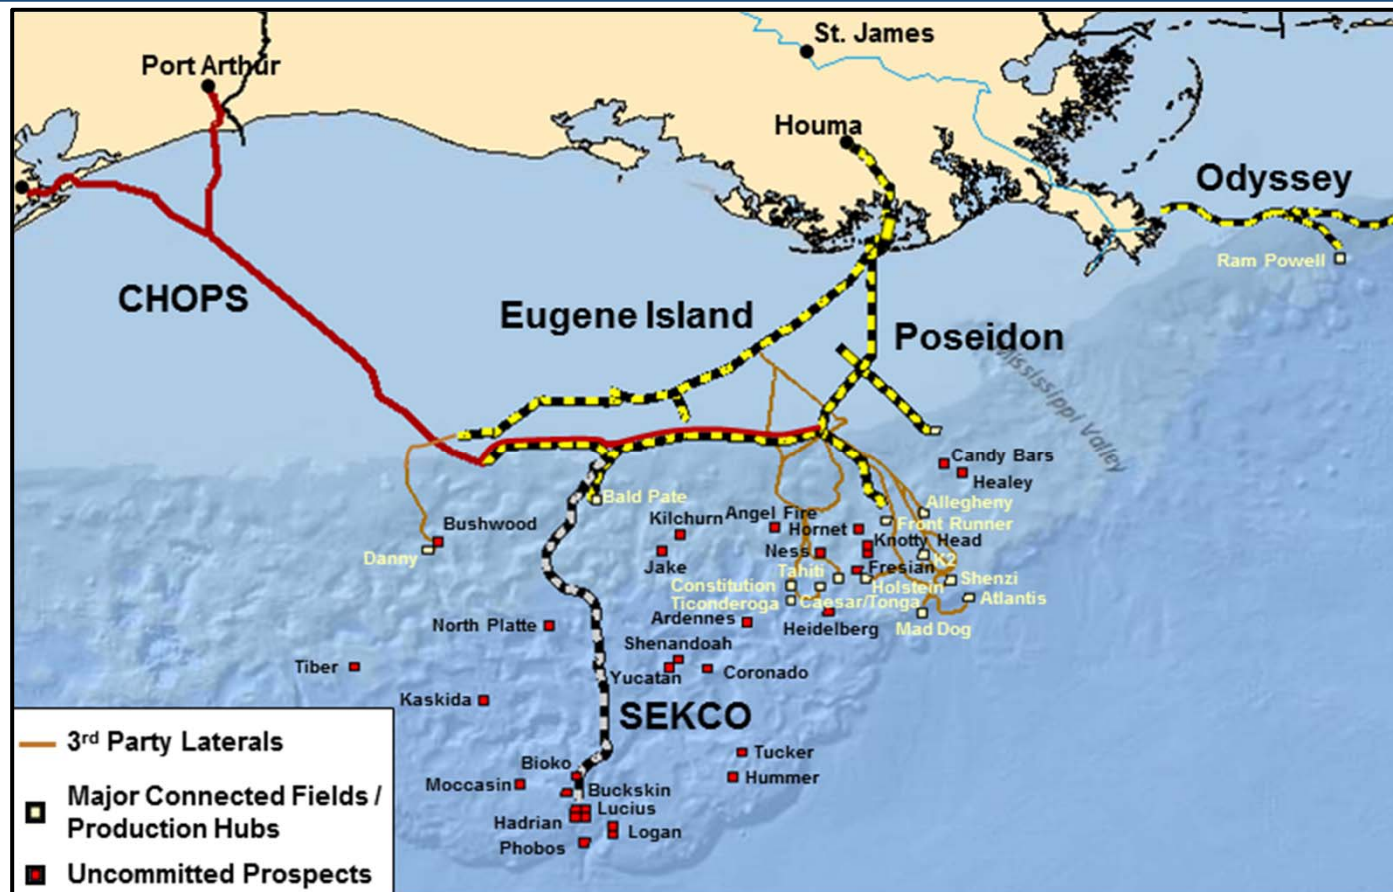 St. James
Port Arthur
Houma
Odyssey
Ram Powell
CHOPS
Eugene Island
Poseidon
Mississippi Valley
Candy Bars
Healey
Bald Pate
Allegheny
Bushwood
Kilchurn
Angel Fire
Hornet
Front Runner
Knotty Head
Danny
Jake
Ness
K2
Tahiti
Fresian
Shenzi
Constitution
Holstein
Ticonderoga
Caesar/Tonga
Atlantis
North Platte
Ardennes
Heidelberg
Mad Dog
Shenandoah
Tiber
Yucatan
Coronado
Kaskida
SEKCO
3rd Party Laterals
Tucker
Bioko
Hummer
Moccasin
Buckskin
Major Connected Fields /
Production Hubs
Lucius
Hadrian
Logan
Phobos
Uncommitted Prospects